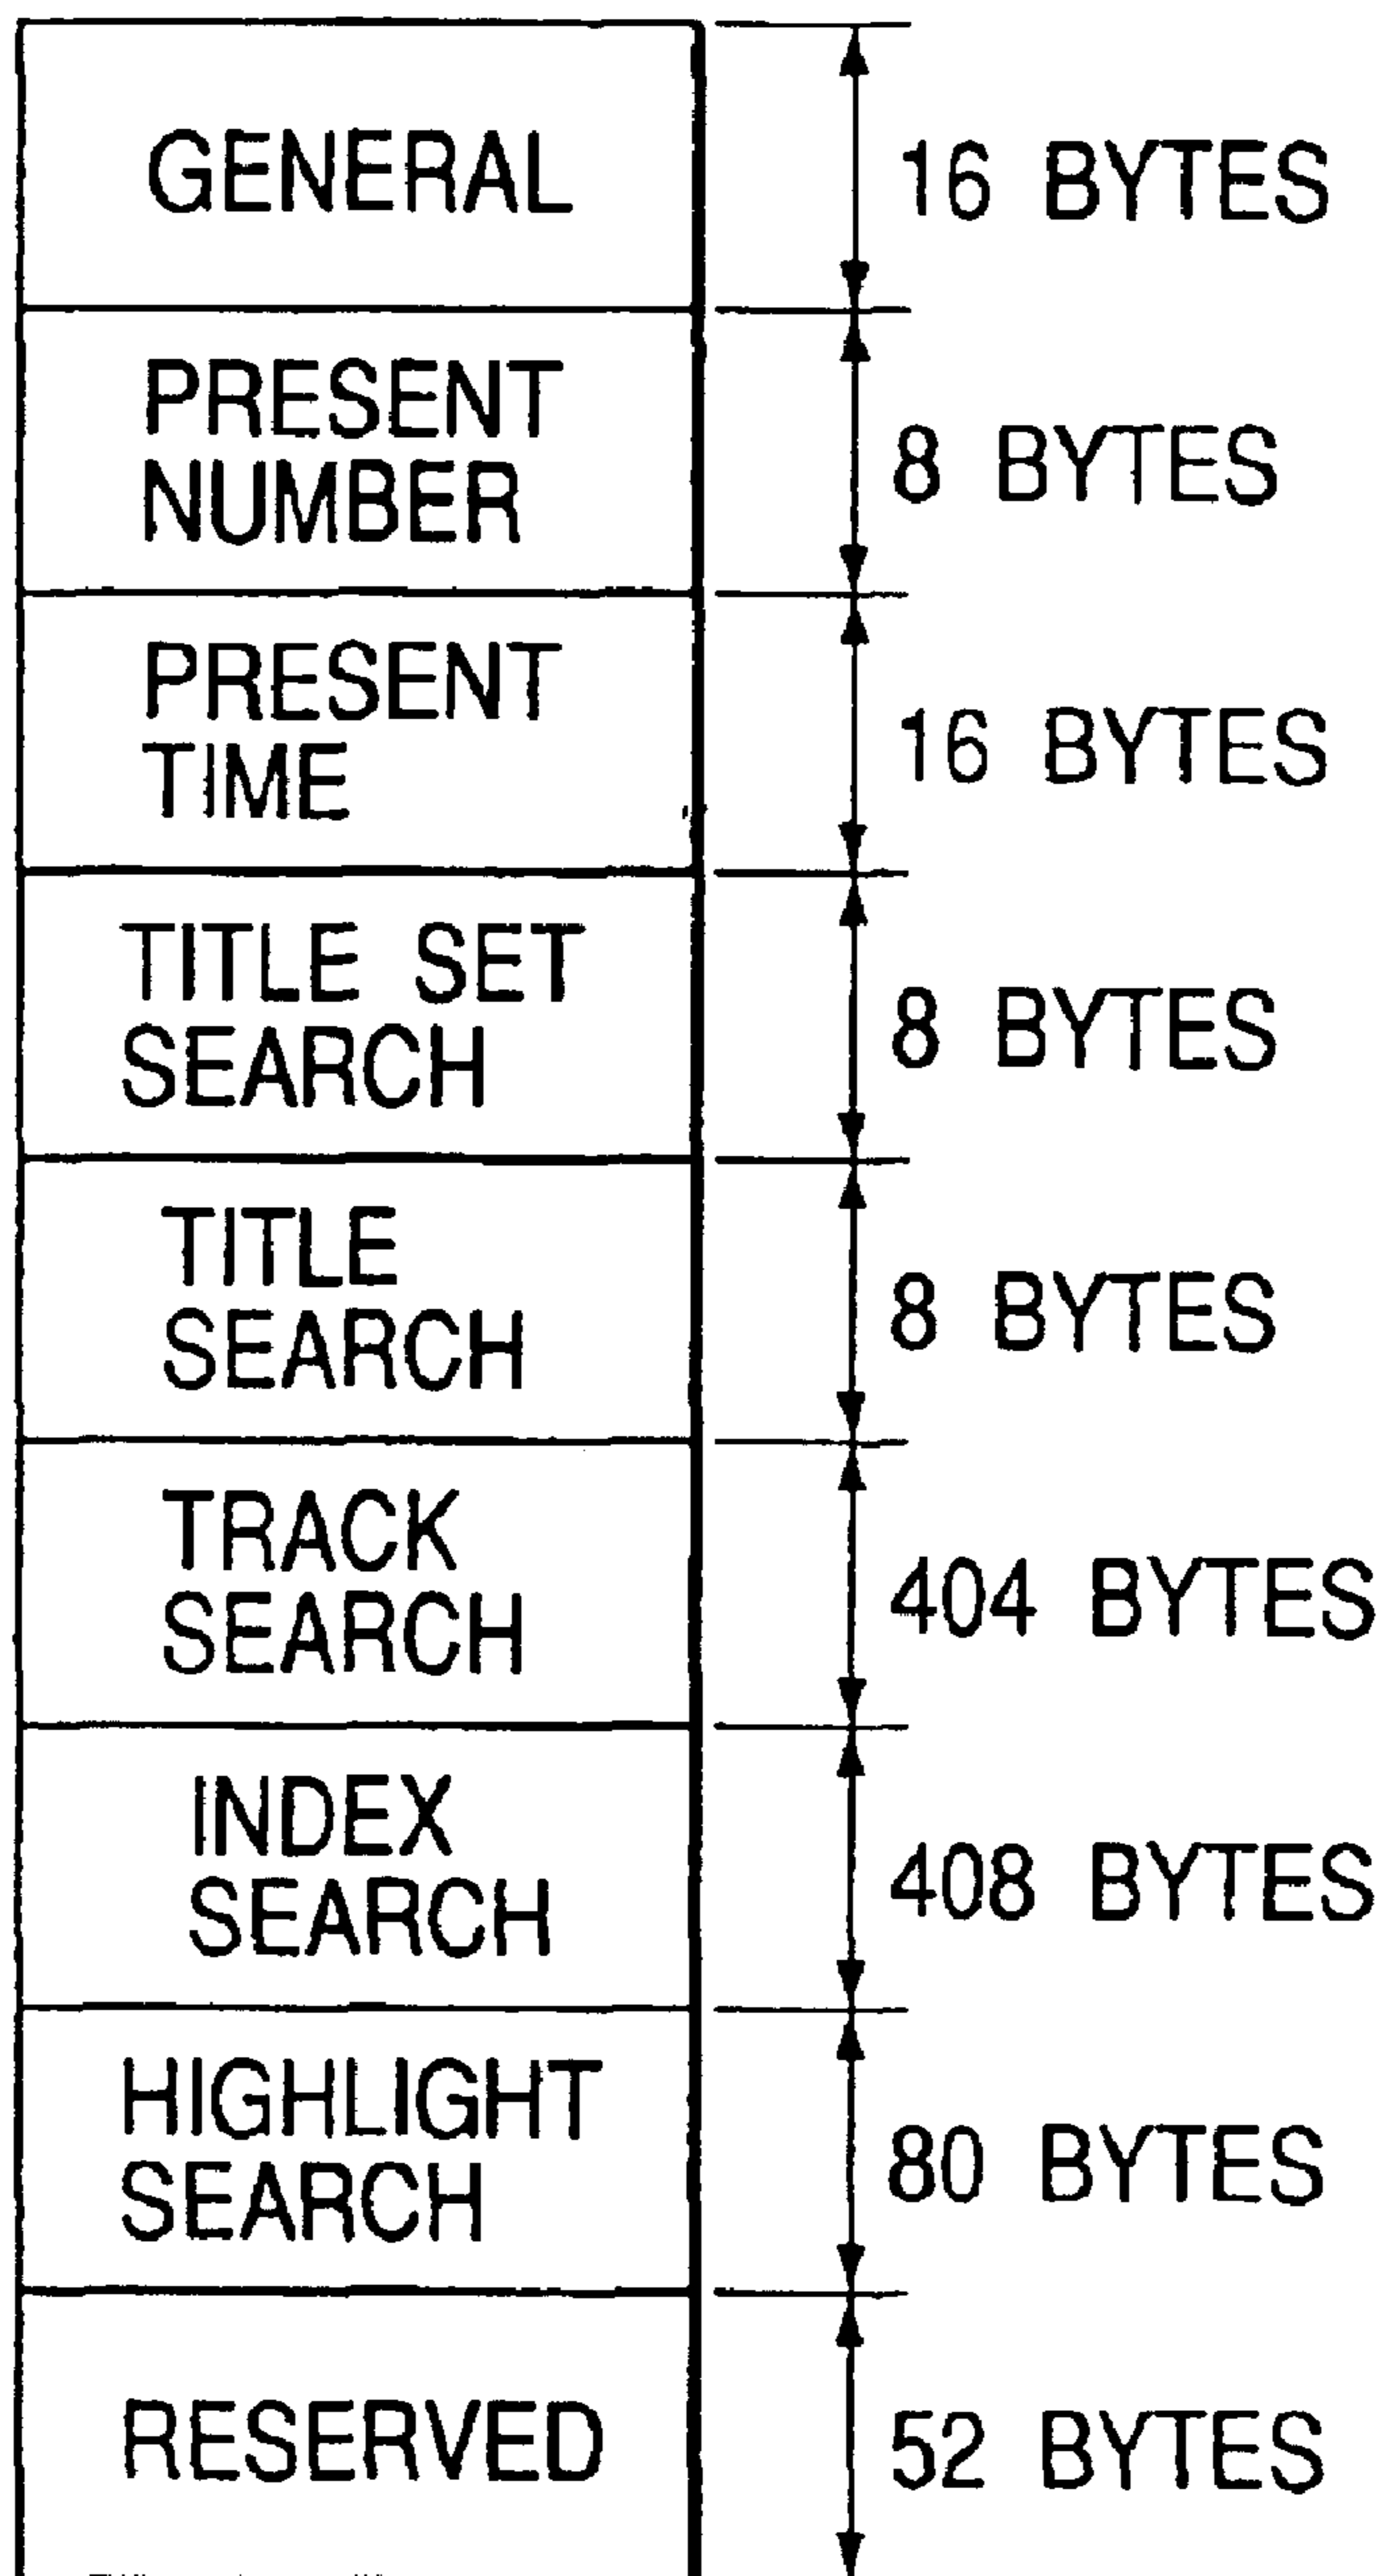 GENERAL
16 BYTES
PRESENT
NUMBER
8 BYTES
PRESENT
TIME
16 BYTES
TITLE SET
SEARCH
8 BYTES
TITLE
SEARCH
8 BYTES
TRACK
SEARCH
404 BYTES
INDEX
SEARCH
408 BYTES
HIGHLIGHT
SEARCH
80 BYTES
RESERVED
52 BYTES